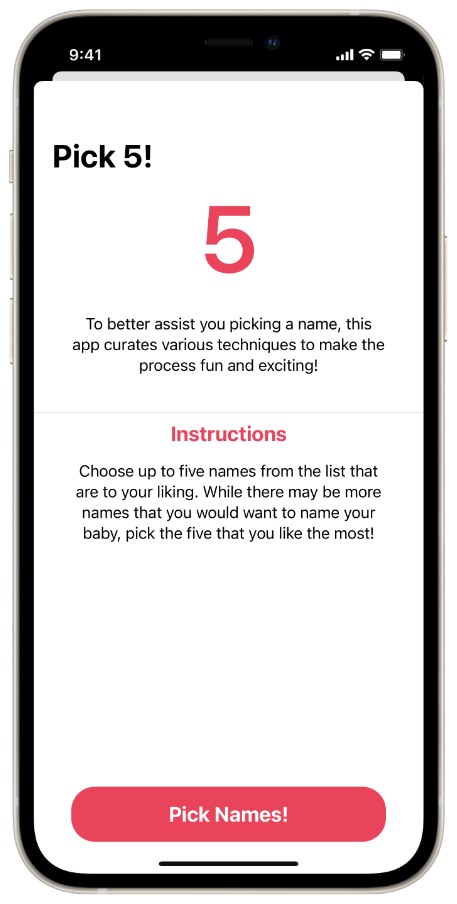 9:41
Pick 5!
5
To better assist you picking a name, this
app curates various techniques to make the
process fun and exciting!
Instructions
Choose up to five names from the list that
are to your liking. While there may be more
names that you would want to name your
baby, pick the five that you like the most!
Pick Names!